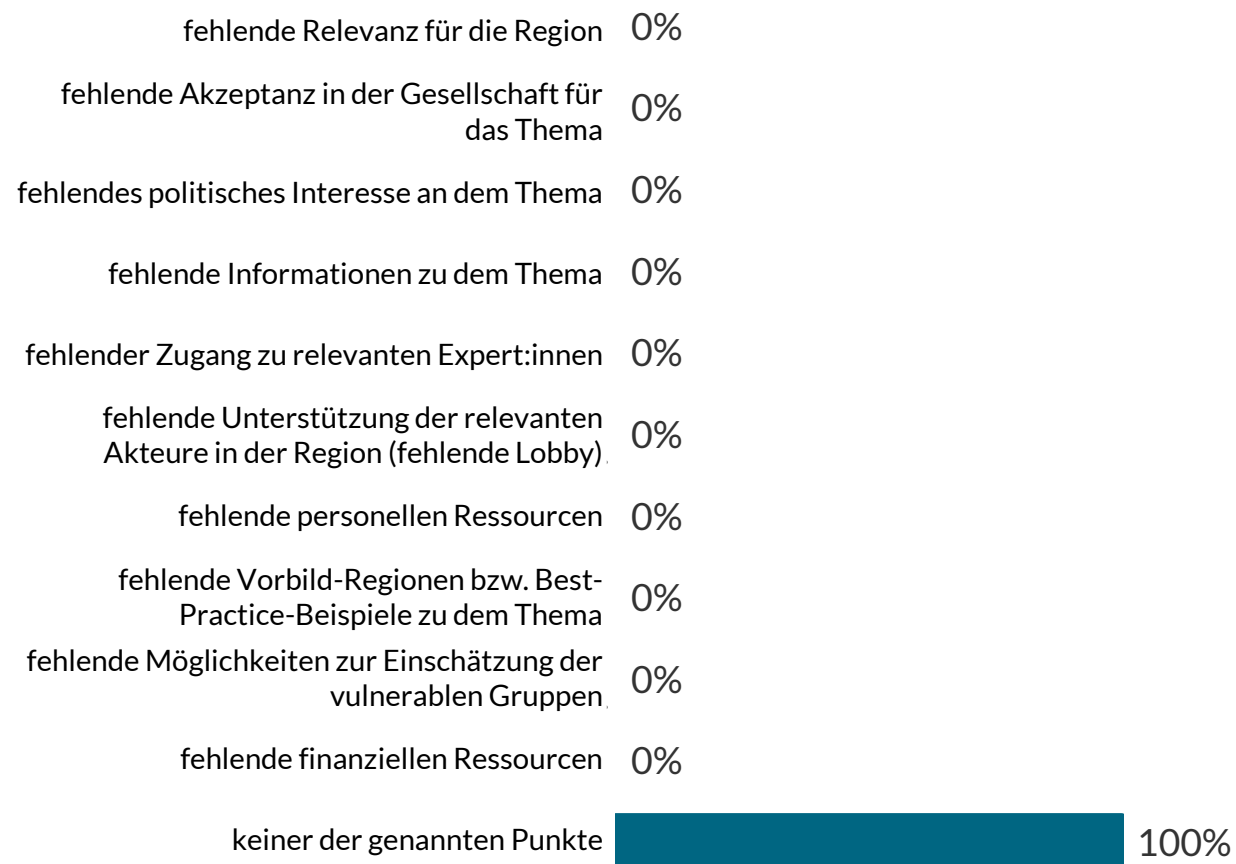 fehlende Relevanz für die Region 0%
fehlende Akzeptanz in der Gesellschaft für
das Thema 0%
fehlendes politisches Interesse an dem Thema 0%
fehlende Informationen zu dem Thema 0%
fehlender Zugang zu relevanten Expert:innen 0%
fehlende Unterstützung der relevanten
Akteure in der Region (fehlende Lobby) 0%
fehlende personellen Ressourcen 0%
fehlende Vorbild-Regionen bzw. Best-
Practice-Beispiele zu dem Thema 0%
fehlende Möglichkeiten zur Einschätzung der
vulnerablen Gruppen 0%
fehlende finanziellen Ressourcen 0%
keiner der genannten Punkte 100%